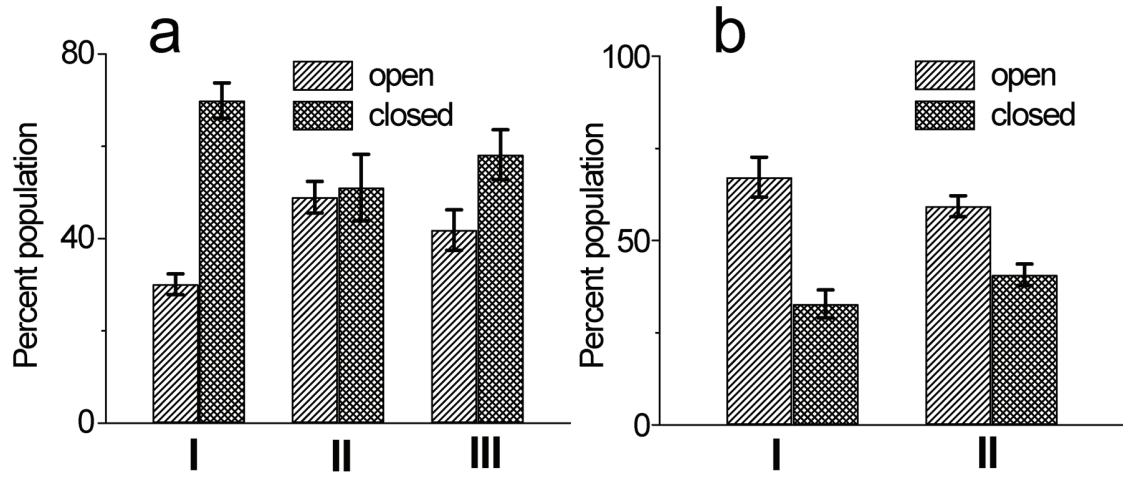 a
80
40
0
Percent population
open
closed
I
II
III
b
100
50
0
Percent population
open
closed
I
II